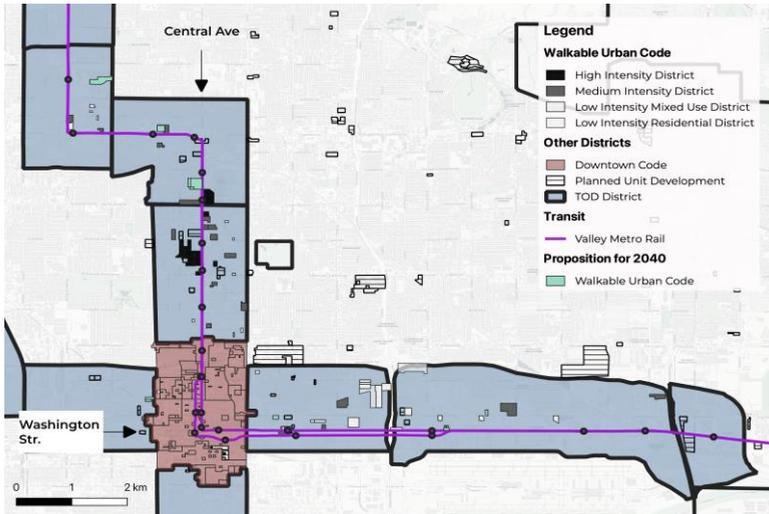 Central Ave
Legend
Walkable Urban Code
High Intensity District
Medium Intensity District
Low Intensity Mixed Use District
Low Intensity Residential District
Other Districts
Downtown Code
Planned Unit Development
TOD District
Transit
Valley Metro Rail
Proposition for 2040
Walkable Urban Code
Washington
Str.
0 1 2 km